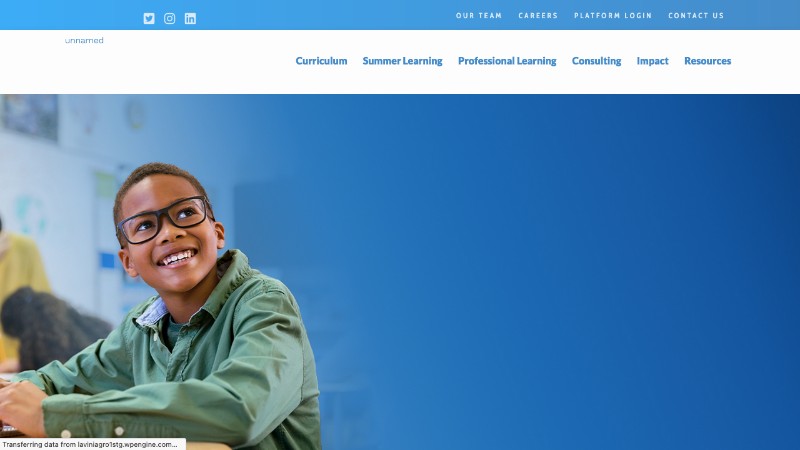 OUR TEAM CAREERS PLATFORM LOGIN CONTACT US
unnamed
Curriculum Summer Learning Professional Learning Consulting Impact Resources
Transferring data from laviniagro1stg.wpengine.com...